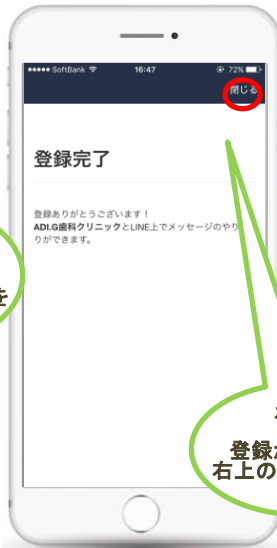 ●●●●● SoftBank 16:47 72%
閉じる
登録完了
登録ありがとうございます！
ADI.G歯科クリニックとLINE上でメッセージのやり
りができます。
を
登録
右上の